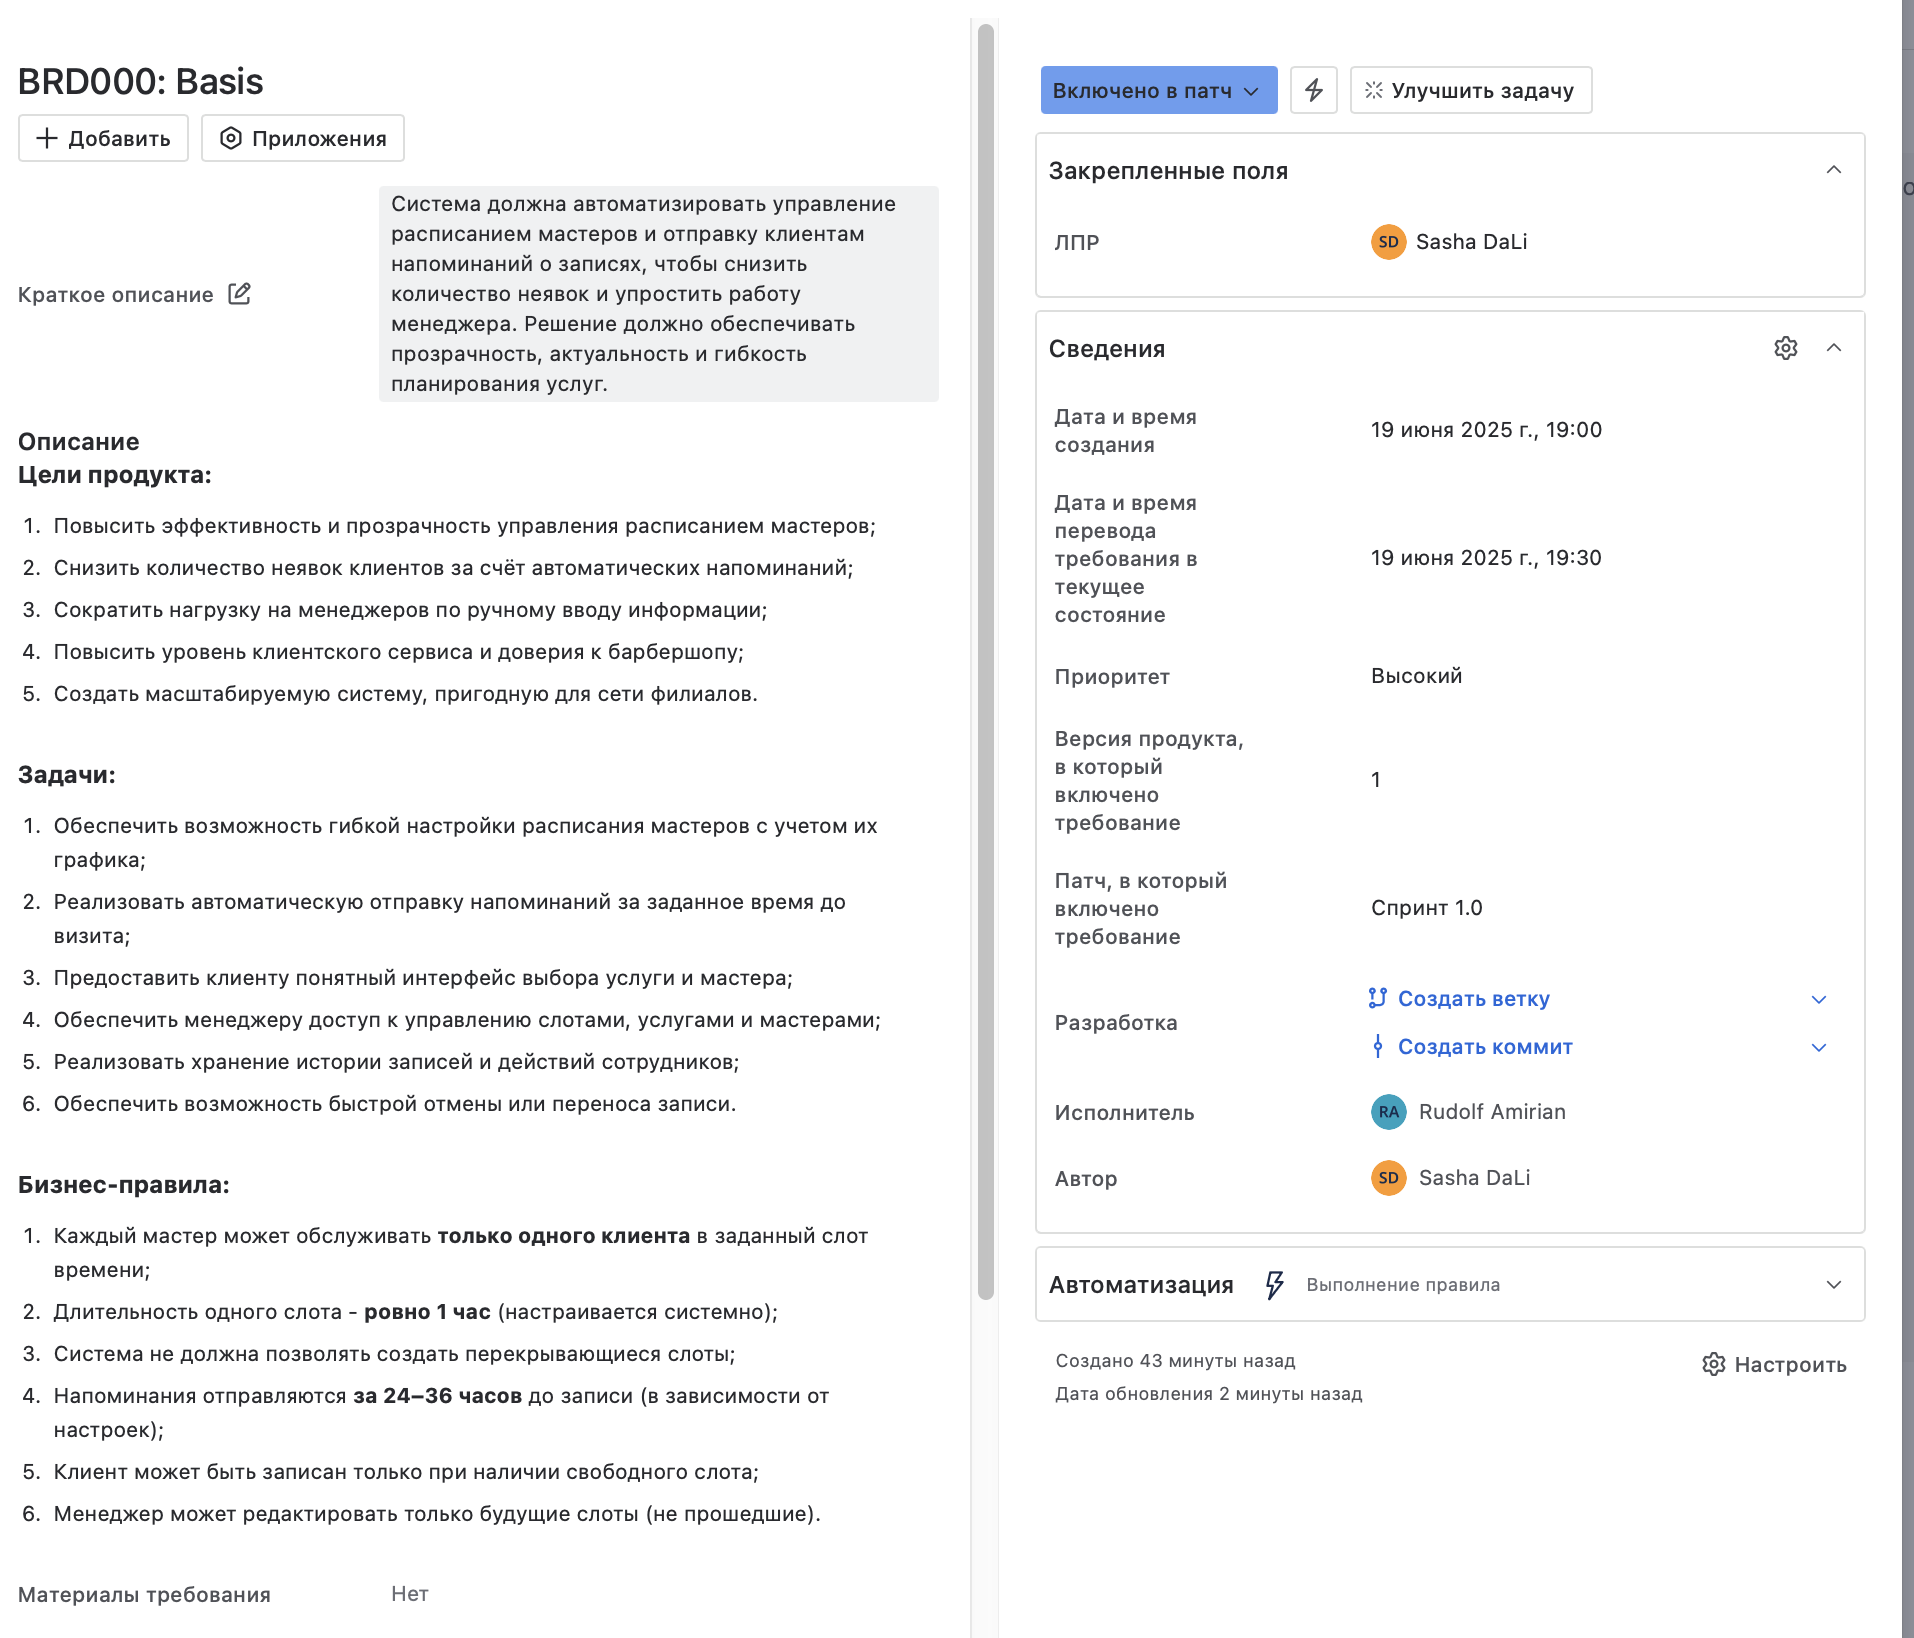 BRD000: Basis
Добавить
Приложения
Краткое описание
Система должна автоматизировать управление
расписанием мастеров и отправку клиентам
напоминаний о записях, чтобы снизить
количество неявок и упростить работу
менеджера. Решение должно обеспечивать
прозрачность, актуальность и гибкость
планирования услуг.
Описание
Цели продукта:
1. Повысить эффективность и прозрачность управления расписанием мастеров;
2. Снизить количество неявок клиентов за счёт автоматических напоминаний;
3. Сократить нагрузку на менеджеров по ручному вводу информации;
4. Повысить уровень клиентского сервиса и доверия к барбершопу;
5. Создать масштабируемую систему, пригодную для сети филиалов.
Задачи:
1. Обеспечить возможность гибкой настройки расписания мастеров с учетом их
графика;
2. Реализовать автоматическую отправку напоминаний за заданное время до
визита;
3. Предоставить клиенту понятный интерфейс выбора услуги и мастера;
4. Обеспечить менеджеру доступ к управлению слотами, услугами и мастерами;
5. Реализовать хранение истории записей и действий сотрудников;
6. Обеспечить возможность быстрой отмены или переноса записи.
Бизнес-правила:
1. Каждый мастер может обслуживать только одного клиента в заданный слот
времени;
2. Длительность одного слота - ровно 1 час (настраивается системно);
3. Система не должна позволять создать перекрывающиеся слоты;
4. Напоминания отправляются за 24–36 часов до записи (в зависимости от
настроек);
5. Клиент может быть записан только при наличии свободного слота;
6. Менеджер может редактировать только будущие слоты (не прошедшие).
Материалы требования
Нет
Включено в патч
Улучшить задачу
Закрепленные поля
ЛПР
SD Sasha DaLi
Сведения
Дата и время
создания
19 июня 2025 г., 19:00
Дата и время
перевода
требования в
текущее
состояние
19 июня 2025 г., 19:30
Приоритет
Высокий
Версия продукта,
в который
включено
требование
1
Патч, в который
включено
требование
Спринт 1.0
Разработка
Создать ветку
Создать коммит
Исполнитель
RA Rudolf Amirian
Автор
SD Sasha DaLi
Автоматизация
Выполнение правила
Создано 43 минуты назад
Дата обновления 2 минуты назад
Настроить